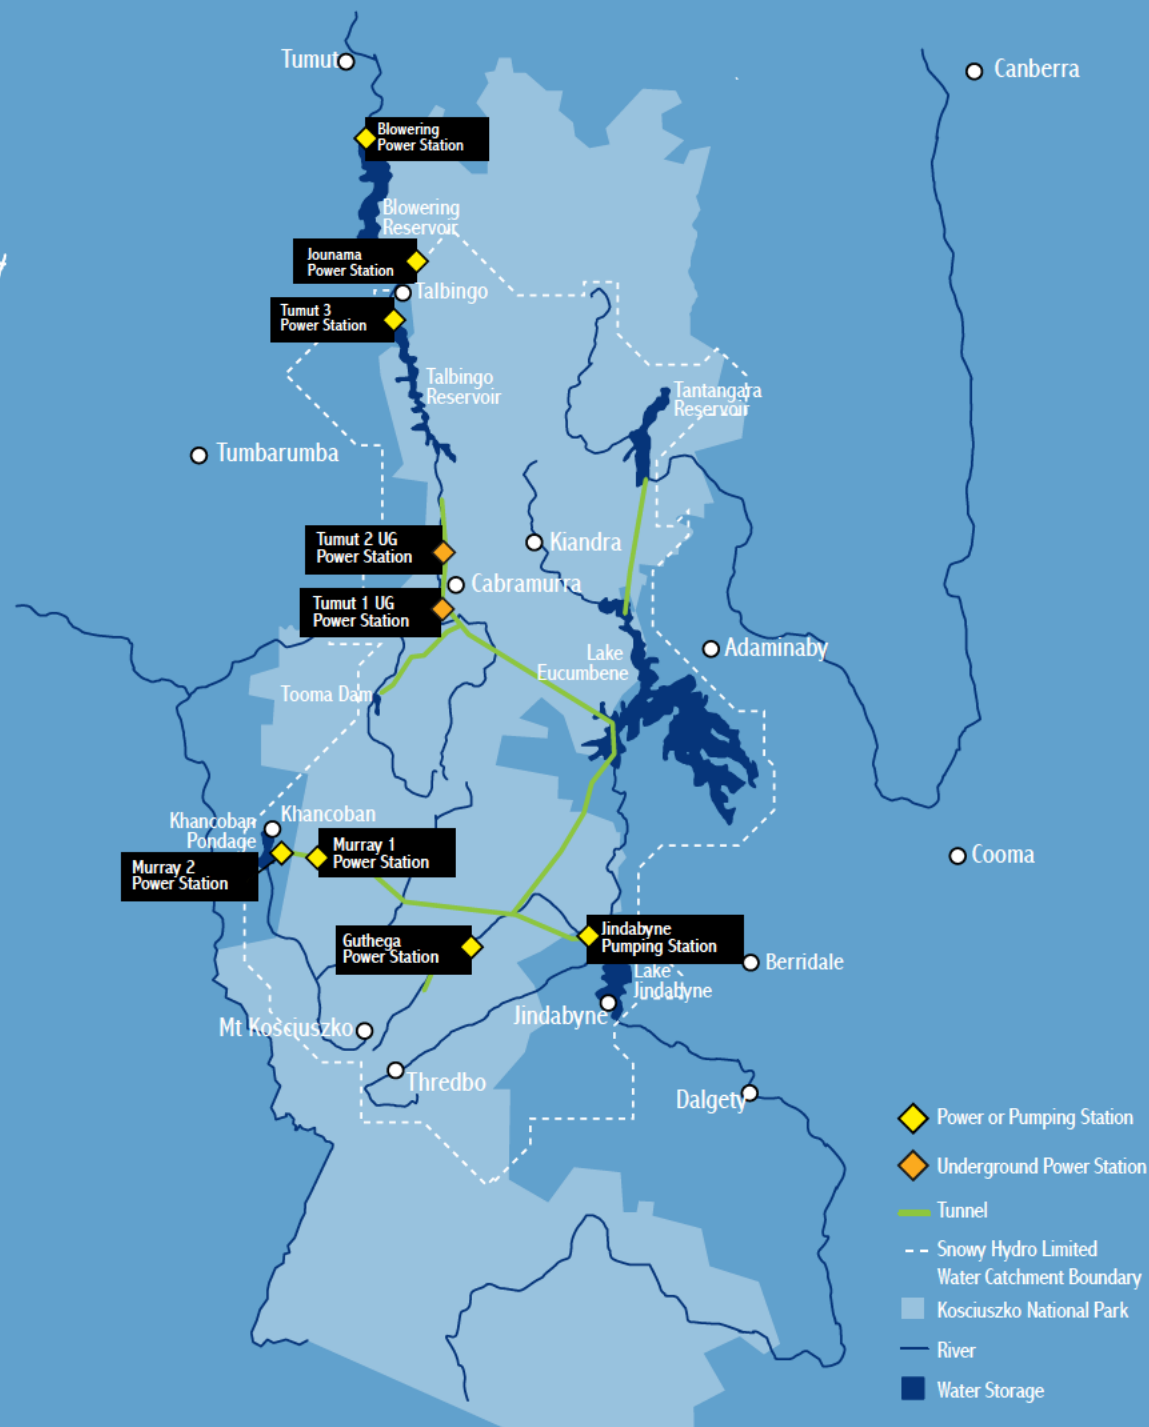 Tumut
Canberra
Blowering
Power Station
Blowering
Reservoir
Jounama
Power Station
Talbingo
Tumut 3
Power Station
Talbingo
Reservoir
Tantangara
Reservoir
Tumbarumba
Tumut 2 UG
Power Station
Kiandra
Cabramurra
Tumut 1 UG
Power Station
Adaminaby
Lake
Eucumbene
Tooma Dam
Khancoban
Khancoban
Pondage
Murray 1
Power Station
Murray 2
Power Station
Cooma
Jindabyne
Pumping Station
Guthega
Power Station
Berridale
Lake
Jindabyne
Jindabyne
Mt Kosciuszko
Thredbo
Dalgety
Power or Pumping Station
Underground Power Station
Tunnel
Snowy Hydro Limited
Water Catchment Boundary
Kosciuszko National Park
River
Water Storage